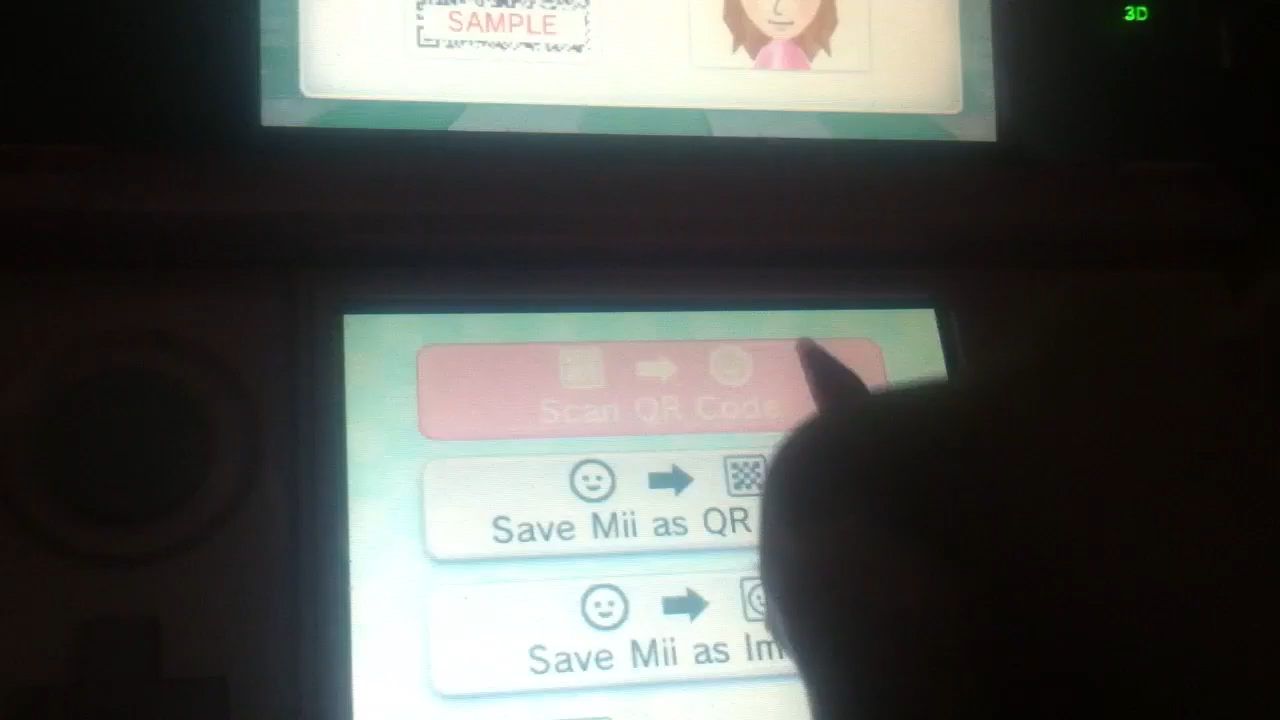 3D
SAMPLE
Scan QR Code
Save Mii as QR
Save Mii as Im